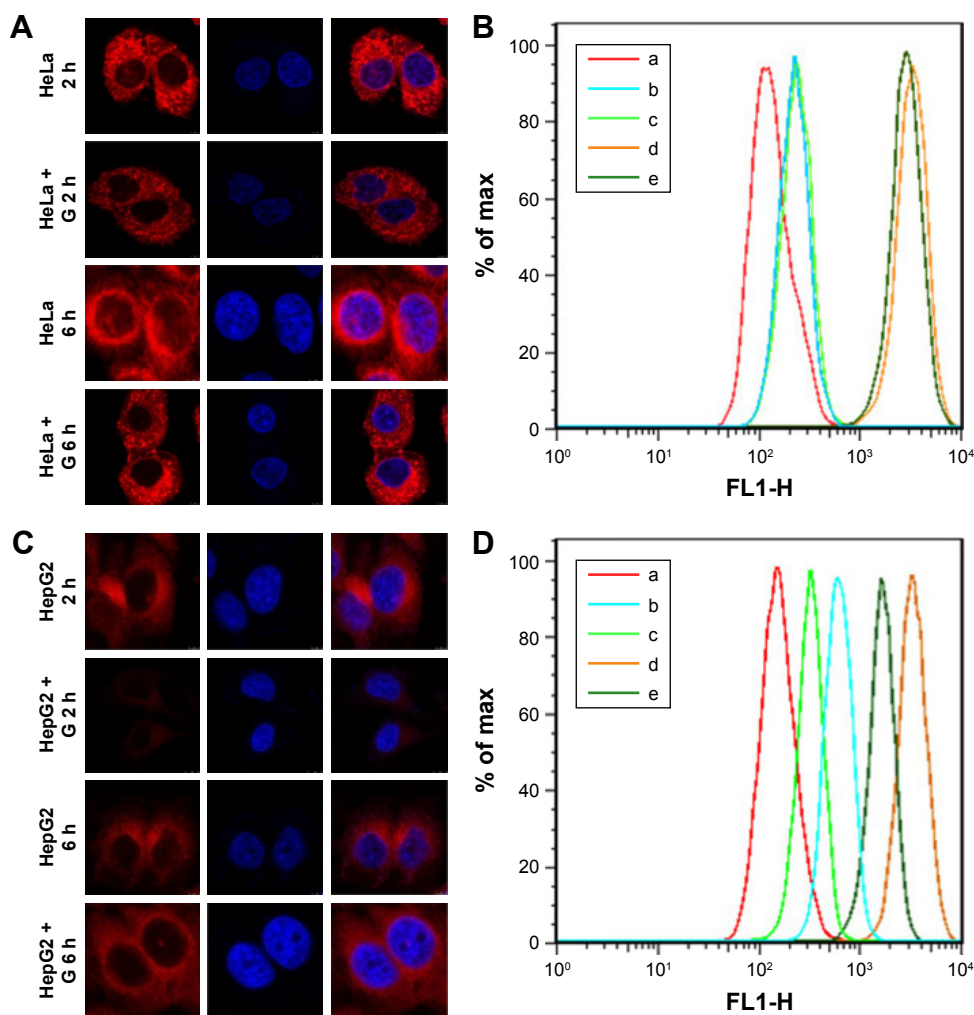 A
HeLa
2 h
HeLa +
G 2 h
HeLa
6 h
HeLa +
G 6 h
B
% of max
100
80
60
40
20
0
a
b
c
d
e
10⁰
10¹
10²
10³
10⁴
FL1-H
C
HepG2
2 h
HepG2 +
G 2 h
HepG2
6 h
HepG2 +
G 6 h
D
% of max
100
80
60
40
20
0
a
b
c
d
e
10⁰
10¹
10²
10³
10⁴
FL1-H